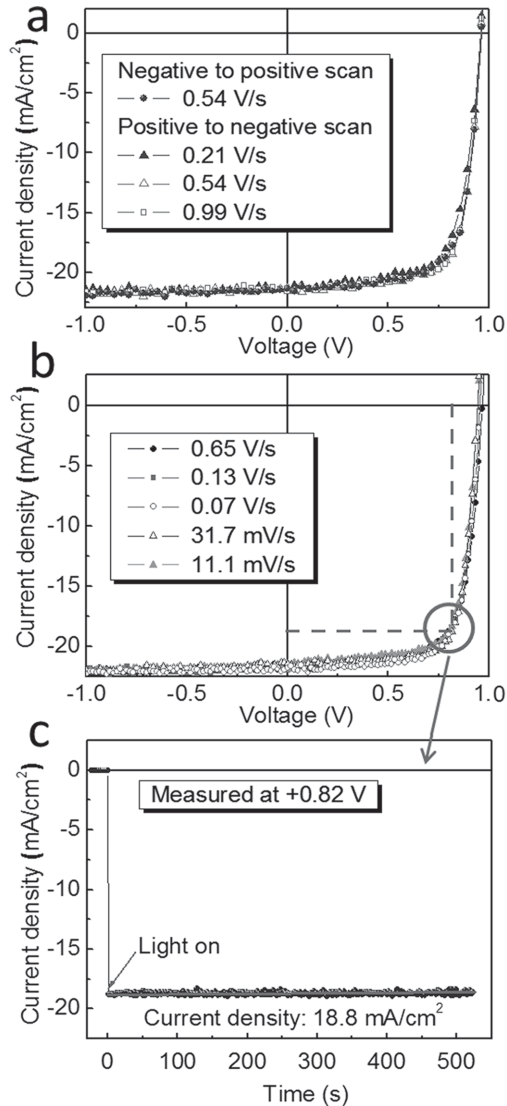 a
0
-5
-10
-15
-20
Current density (mA/cm²)
Negative to positive scan
0.54 V/s
Positive to negative scan
0.21 V/s
0.54 V/s
0.99 V/s
-1.0 -0.5 0.0 0.5 1.0
Voltage (V)
b
0
-5
-10
-15
-20
Current density (mA/cm²)
0.65 V/s
0.13 V/s
0.07 V/s
31.7 mV/s
11.1 mV/s
-1.0 -0.5 0.0 0.5 1.0
Voltage (V)
c
0
-5
-10
-15
-20
Current density (mA/cm²)
Measured at +0.82 V
Light on
Current density: 18.8 mA/cm²
0 100 200 300 400 500
Time (s)